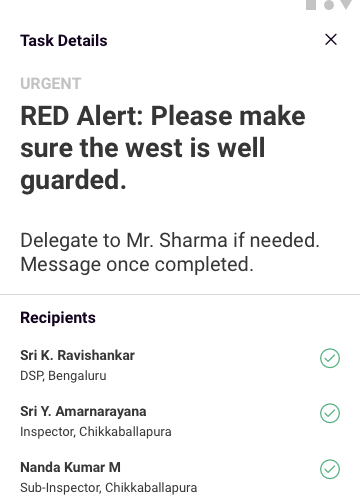 Task Details
URGENT
RED Alert: Please make
sure the west is well
guarded.
Delegate to Mr. Sharma if needed.
Message once completed.
Recipients
Sri K. Ravishankar
DSP, Bengaluru
Sri Y. Amarnarayana
Inspector, Chikkaballapura
Nanda Kumar M
Sub-Inspector, Chikkaballapura